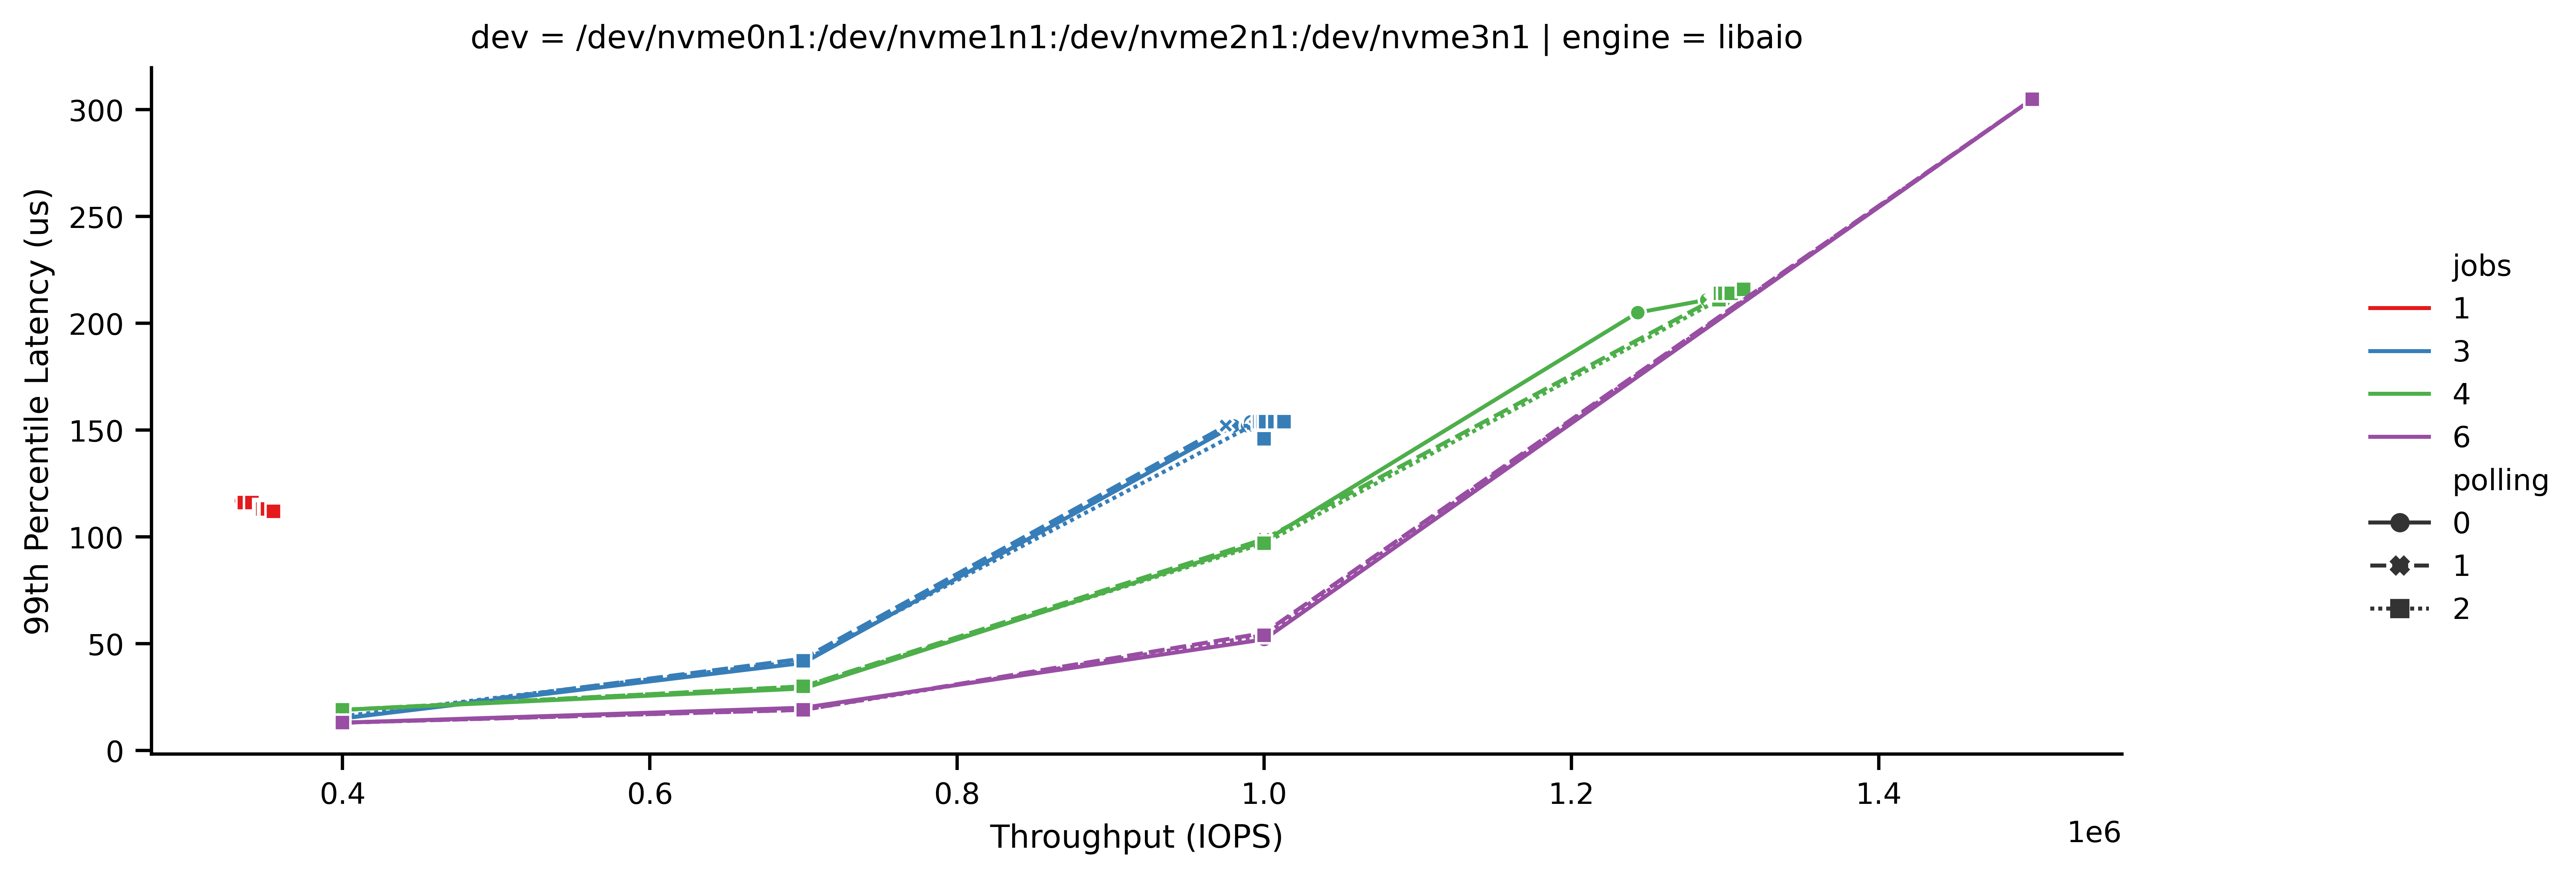 dev = /dev/nvme0n1:/dev/nvme1n1:/dev/nvme2n1:/dev/nvme3n1 | engine = libaio
99th Percentile Latency (us)
300
250
200
150
100
50
0
0.4 0.6 0.8 1.0 1.2 1.4
1e6
Throughput (IOPS)
jobs
1
3
4
6
polling
0
1
2